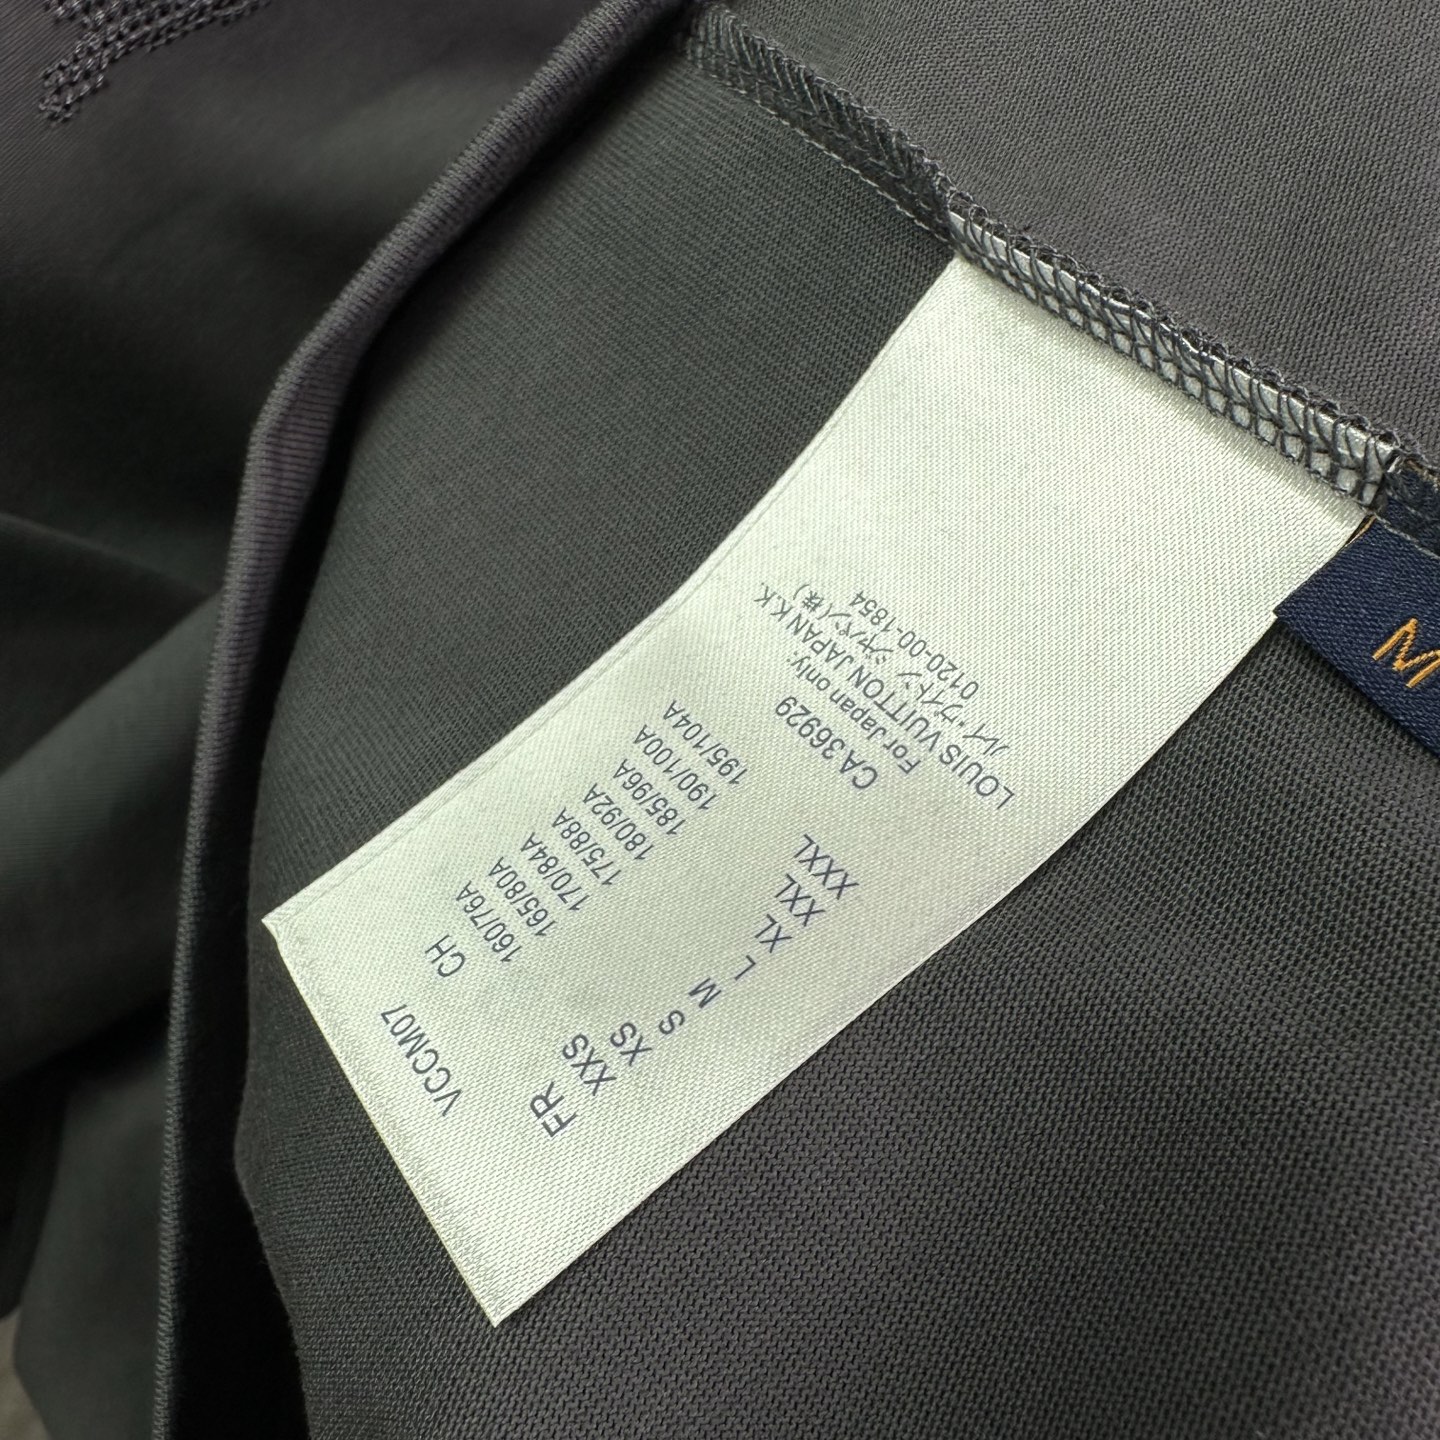 VCCM07
FR CH
XXS 160/76A
XS 165/80A
S 170/84A
M 175/88A
L 180/92A
XL 185/96A
XXL 190/100A
XXXL 195/104A
CA 36929
For Japan only.
LOUIS VUITTON JAPAN K.K.
ルイ・ヴィトン ジャパン(株)
0120-00-1854
M